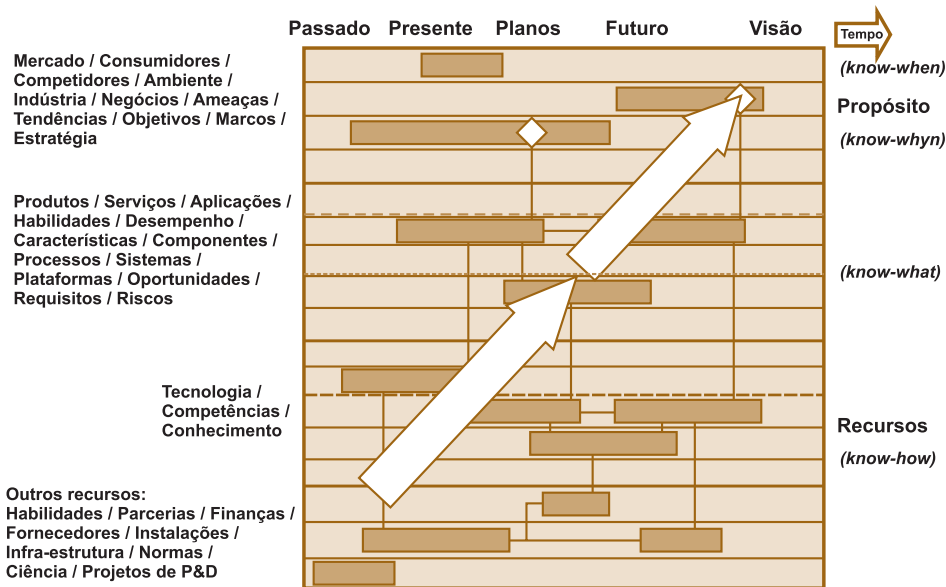 Passado Presente Planos Futuro Visão
Tempo
Mercado / Consumidores /
Competidores / Ambiente /
Indústria / Negócios / Ameaças /
Tendências / Objetivos / Marcos /
Estratégia
(know-when)
Propósito
(know-whyn)
Produtos / Serviços / Aplicações /
Habilidades / Desempenho /
Características / Componentes /
Processos / Sistemas /
Plataformas / Oportunidades /
Requisitos / Riscos
(know-what)
Tecnologia /
Competências /
Conhecimento
Recursos
(know-how)
Outros recursos:
Habilidades / Parcerias / Finanças /
Fornecedores / Instalações /
Infra-estrutura / Normas /
Ciência / Projetos de P&D